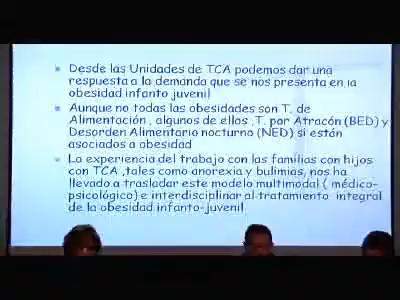 Desde las Unidades de TCA podemos dar una
respuesta a la demanda que se nos presenta en la
obesidad infanto juvenil
Aunque no todas las obesidades son T. de
Alimentación , algunos de ellos ,T. por Atracón (BED) y
Desorden Alimentario nocturno (NED) si están
asociados a obesidad
La experiencia del trabajo con las familias con hijos
con TCA ,tales como anorexia y bulimias, nos ha
llevado a trasladar este modelo multimodal ( médico-
psicológico) e interdisciplinar al tratamiento integral
de la obesidad infanto-juvenil